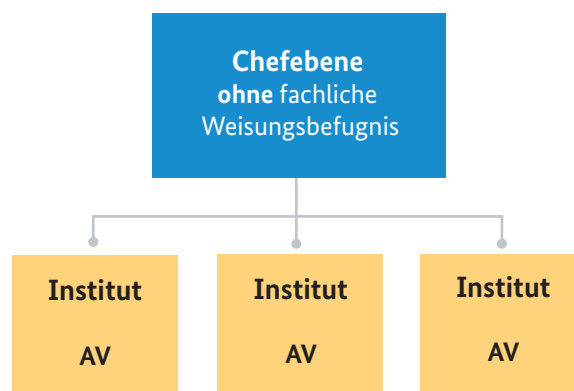 Chefebene
ohne fachliche
Weisungsbefugnis
Institut
AV
Institut
AV
Institut
AV